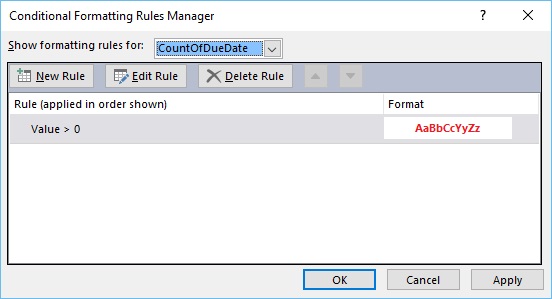 Conditional Formatting Rules Manager ?
Show formatting rules for: CountOfDueDate
New Rule Edit Rule Delete Rule
Rule (applied in order shown) Format
Value > 0 AaBbCcYyZz
OK Cancel Apply